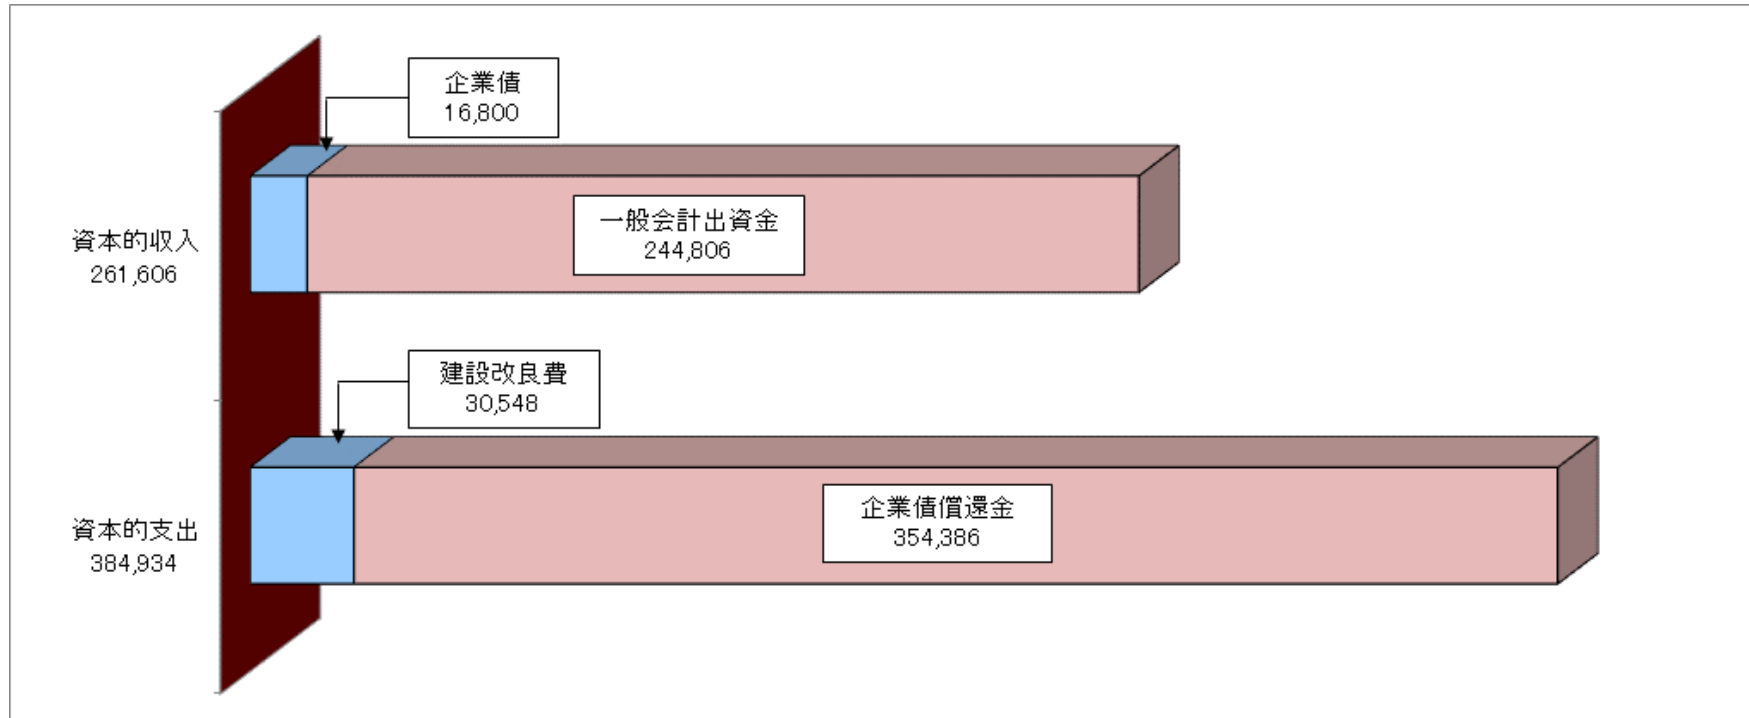 企業債
16,800
一般会計出資金
244,806
資本的収入
261,606
建設改良費
30,548
企業債償還金
354,386
資本的支出
384,934